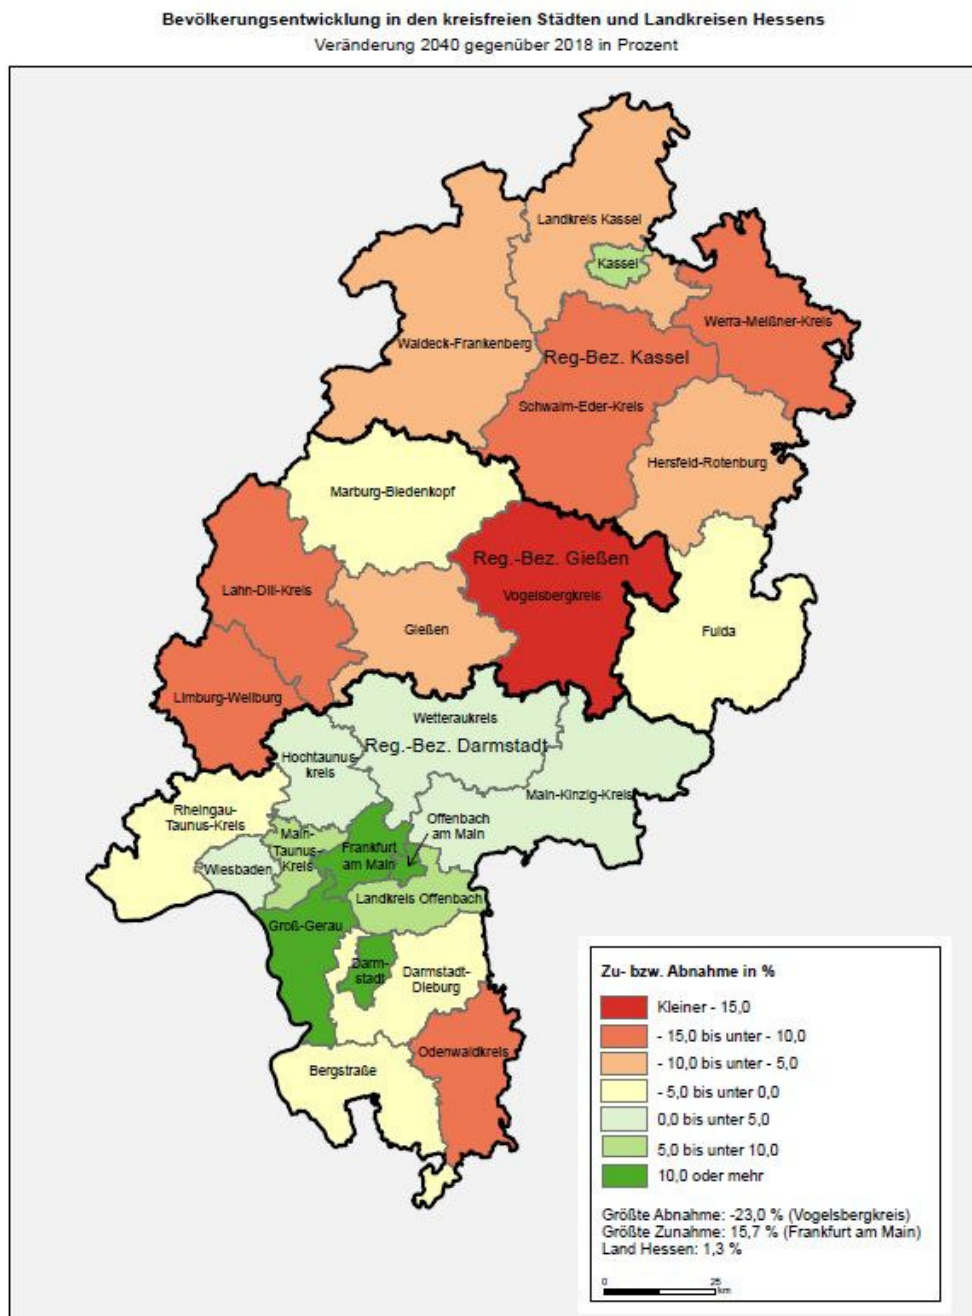 Bevölkerungsentwicklung in den kreisfreien Städten und Landkreisen Hessens
Veränderung 2040 gegenüber 2018 in Prozent
Landkreis Kassel
Kassel
Werra-Meißner-Kreis
Waldeck-Frankenberg
Reg-Bez. Kassel
Schwalm-Eder-Kreis
Hersfeld-Rotenburg
Marburg-Biedenkopf
Reg.-Bez. Gießen
Lahn-Dill-Kreis
Vogelsbergkreis
Gießen
Fulda
Limburg-Weilburg
Wetteraukreis
Reg.-Bez. Darmstadt
Hochtaunus-
kreis
Main-Kinzig-Kreis
Rheingau-
Taunus-Kreis
Offenbach
am Main
Main-
Taunus-
Kreis
Frankfurt
am Main
Wiesbaden
Landkreis Offenbach
Groß-Gerau
Darm-
stadt
Darmstadt-
Dieburg
Odenwaldkreis
Bergstraße
Zu- bzw. Abnahme in %
Kleiner - 15,0
- 15,0 bis unter - 10,0
- 10,0 bis unter - 5,0
- 5,0 bis unter 0,0
0,0 bis unter 5,0
5,0 bis unter 10,0
10,0 oder mehr
Größte Abnahme: -23,0 % (Vogelsbergkreis)
Größte Zunahme: 15,7 % (Frankfurt am Main)
Land Hessen: 1,3 %
0 25
km